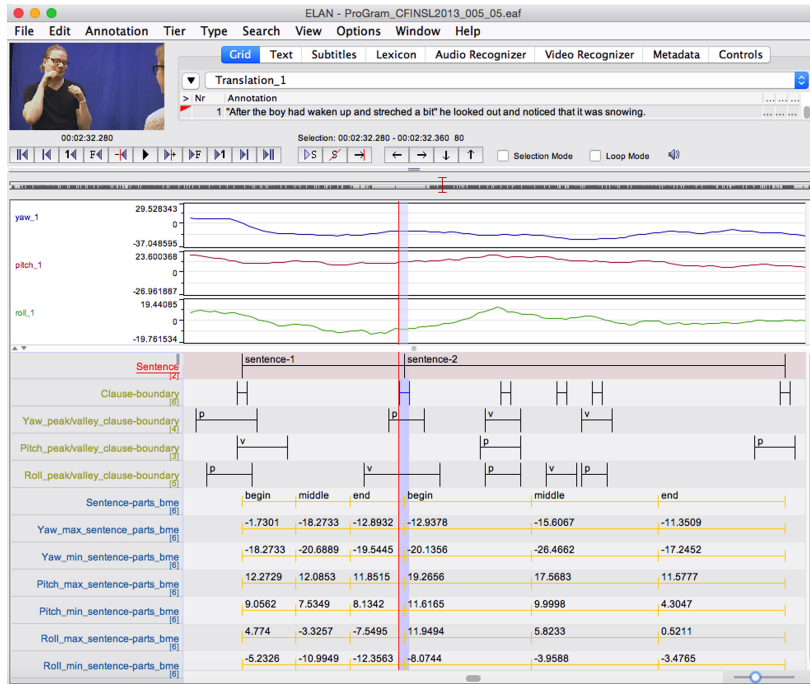 ELAN - ProGram_CFINSL2013_005_05.eaf
File Edit Annotation Tier Type Search View Options Window Help
Grid Text Subtitles Lexicon Audio Recognizer Video Recognizer Metadata Controls
Translation_1
> Nr Annotation ... ...
1 "After the boy had waken up and streched a bit" he looked out and noticed that it was snowing. ... ... ...
00:02:32.280 Selection: 00:02:32.280 - 00:02:32.360 80
1 F + F 1 S S Selection Mode Loop Mode
yaw_1 29.528343
0
-37.048595
pitch_1 23.600368
0
-26.961887
roll_1 19.44085
0
-19.761534
Sentence [2] sentence-1 sentence-2
Clause-boundary [6]
Yaw_peak/valley_clause-boundary [4] p p v v
Pitch_peak/valley_clause-boundary [3] v p p
Roll_peak/valley_clause-boundary [5] p v p v p
Sentence-parts_bme [6] begin middle end begin middle end
Yaw_max_sentence_parts_bme [6] -1.7301 -18.2733 -12.8932 -12.9378 -15.6067 -11.3509
Yaw_min_sentence_parts_bme [6] -18.2733 -20.6889 -19.5445 -20.1356 -26.4662 -17.2452
Pitch_max_sentence_parts_bme [6] 12.2729 12.0853 11.8515 19.2656 17.5683 11.5777
Pitch_min_sentence_parts_bme [6] 9.0562 7.5349 8.1342 11.6165 9.9998 4.3047
Roll_max_sentence_parts_bme [6] 4.774 -3.3257 -7.5495 11.9494 5.8233 0.5211
Roll_min_sentence_parts_bme [6] -5.2326 -10.9949 -12.3563 -8.0744 -3.9588 -3.4765